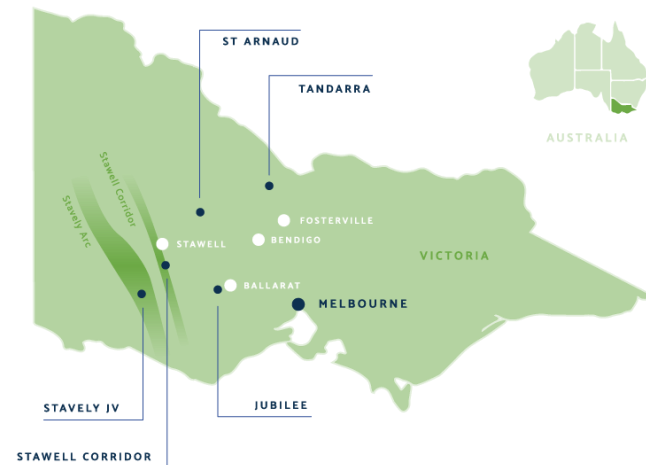 ST ARNAUD
TANDARRA
AUSTRALIA
Stawell Corridor
Stavely Arc
FOSTERVILLE
STAWELL
BENDIGO
VICTORIA
BALLARAT
MELBOURNE
STAVELY JV
JUBILEE
STAWELL CORRIDOR